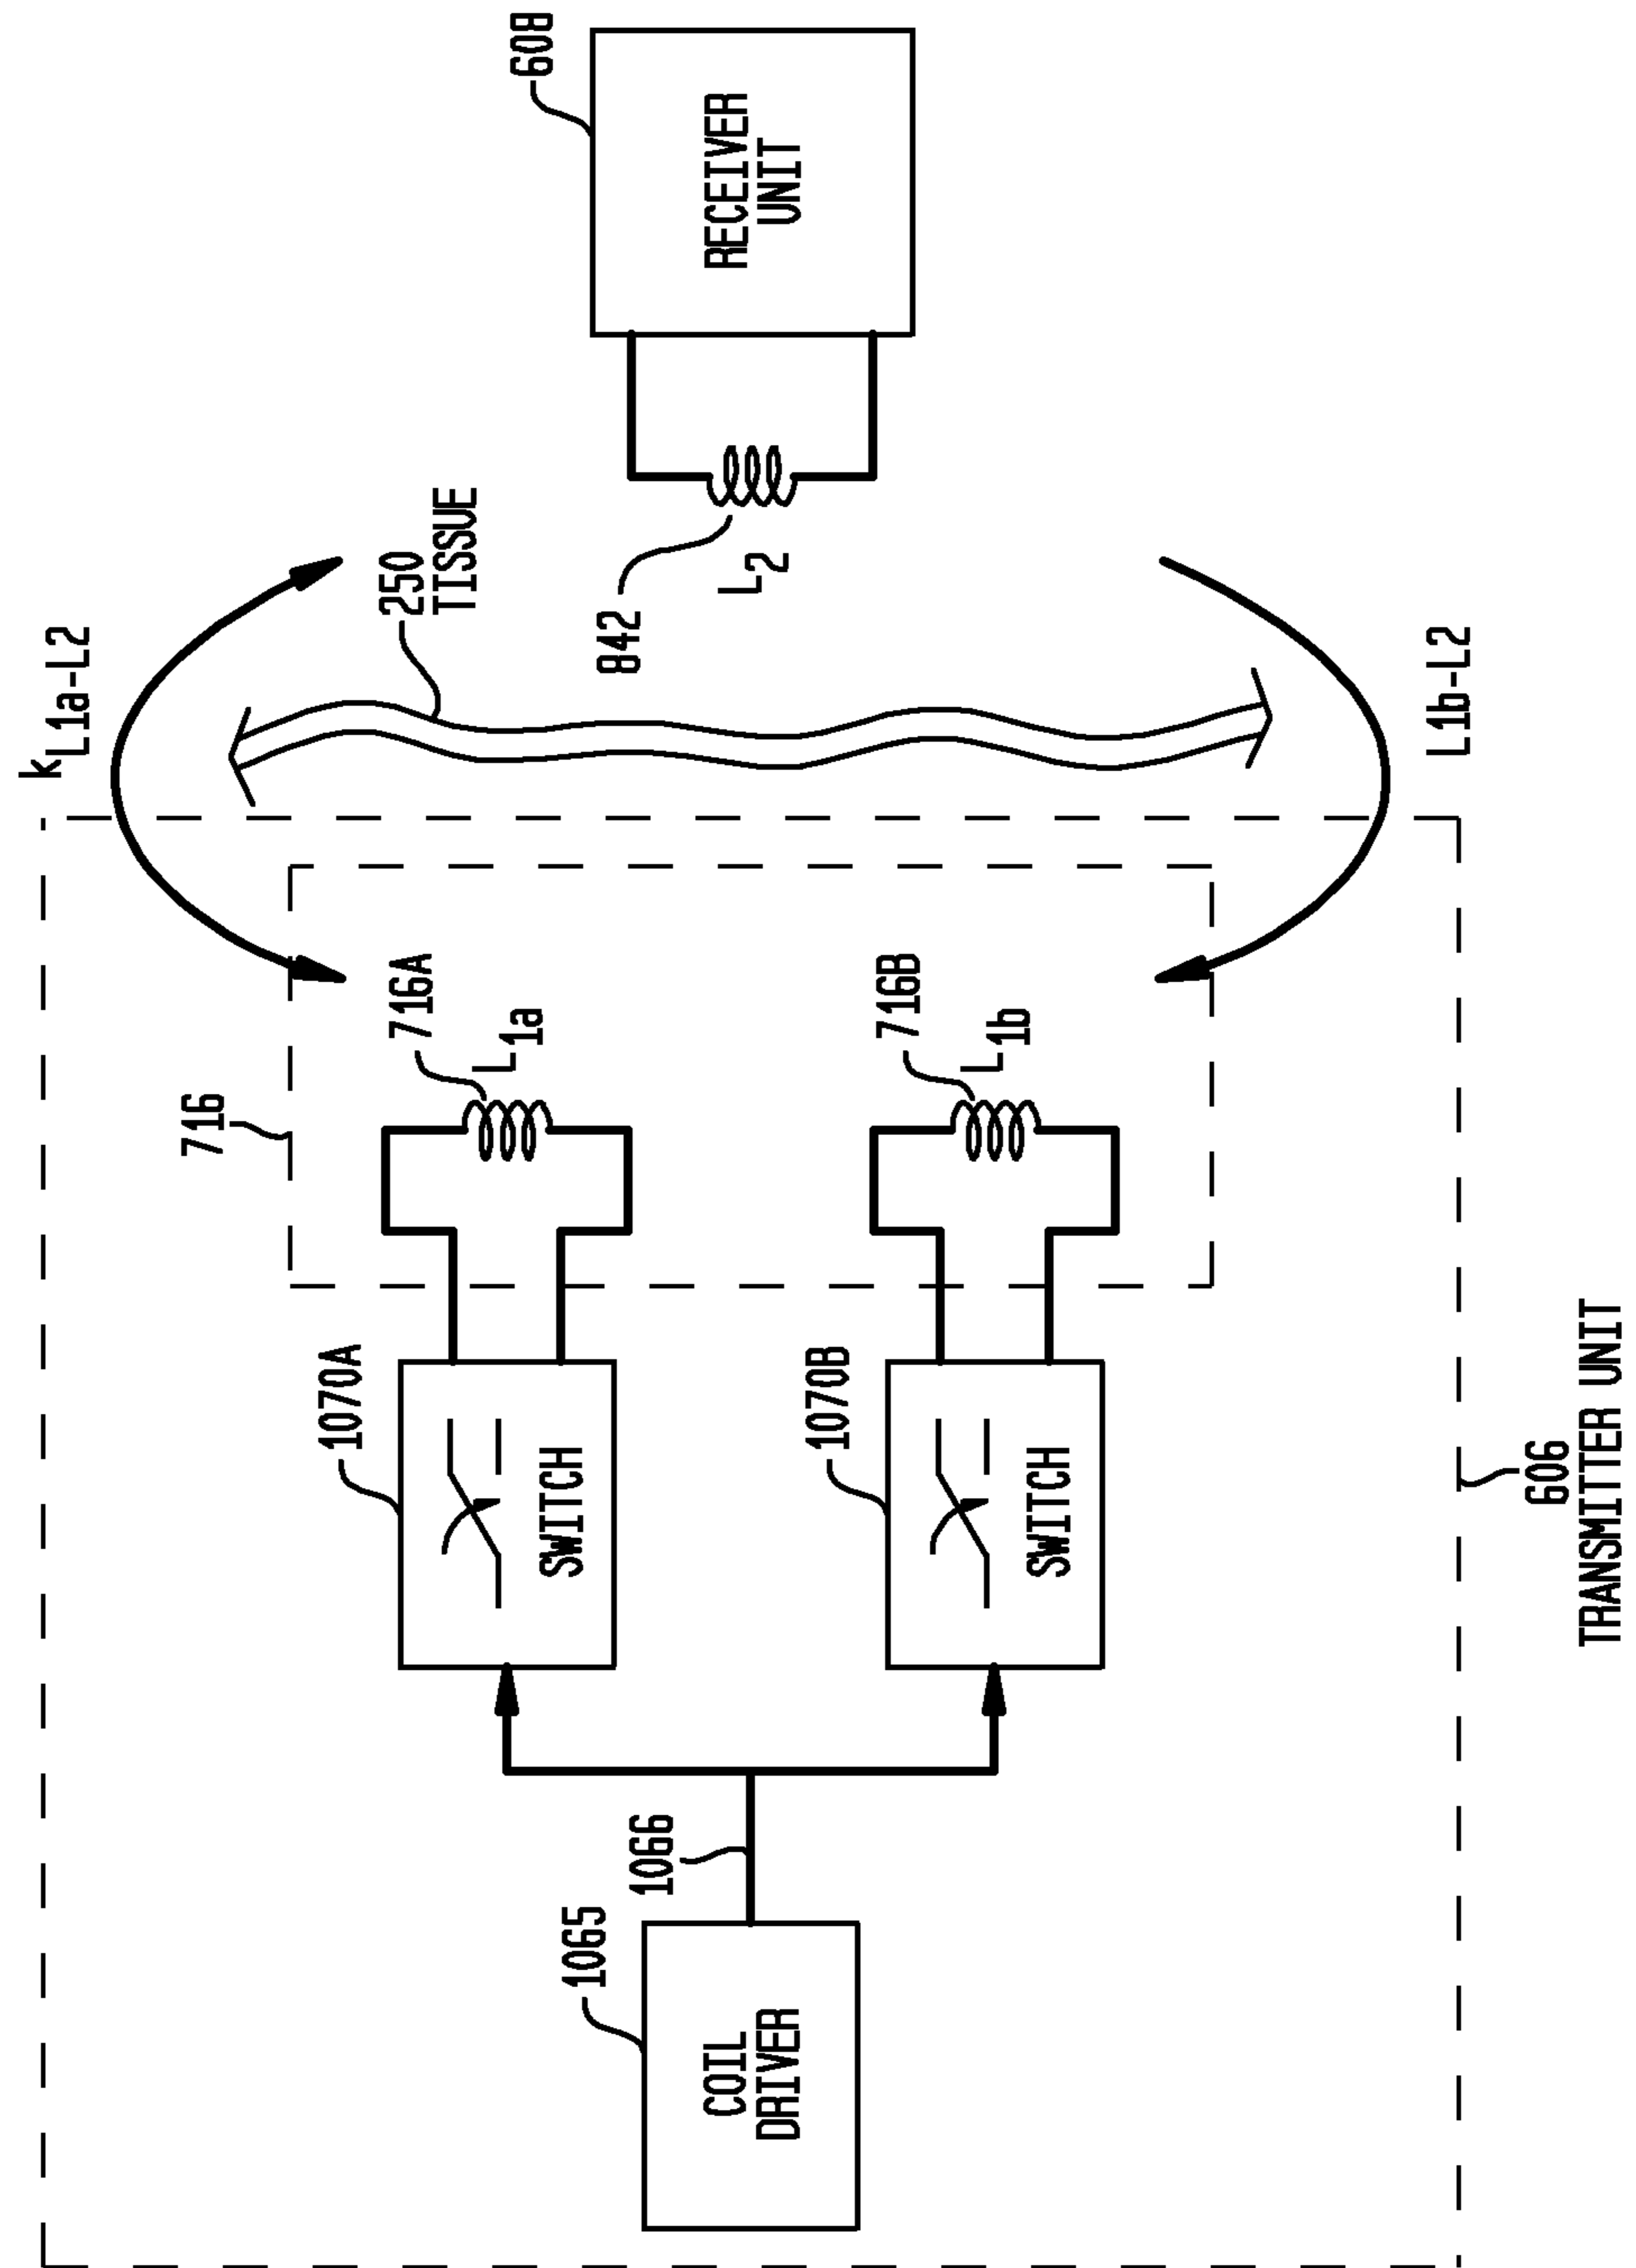 kL1a-L2
250
TISSUE
608
RECEIVER
UNIT
842
L2
L1b-L2
716
716A
L1a
716B
L1b
1070A
SWITCH
1070B
SWITCH
1066
1065
COIL
DRIVER
606
TRANSMITTER UNIT